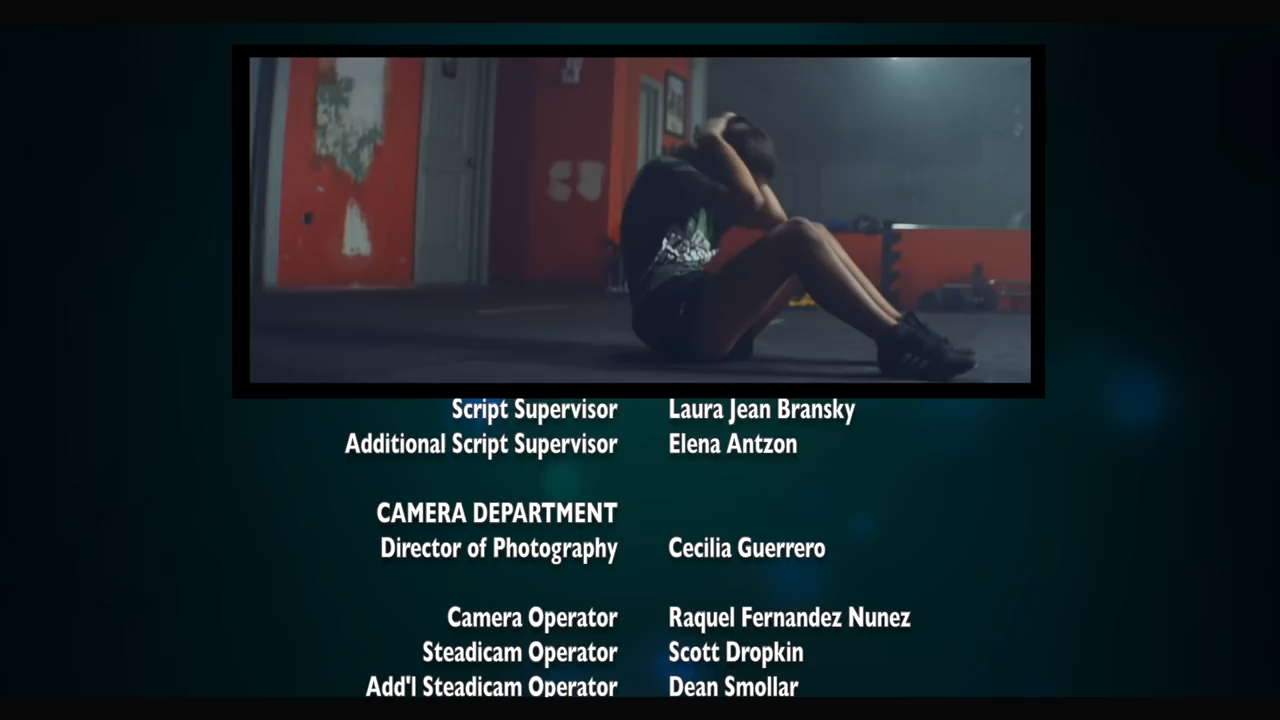 Script Supervisor Laura Jean Bransky
Additional Script Supervisor Elena Antzon
CAMERA DEPARTMENT
Director of Photography Cecilia Guerrero
Camera Operator Raquel Fernandez Nunez
Steadicam Operator Scott Dropkin
Add'l Steadicam Operator Dean Smollar